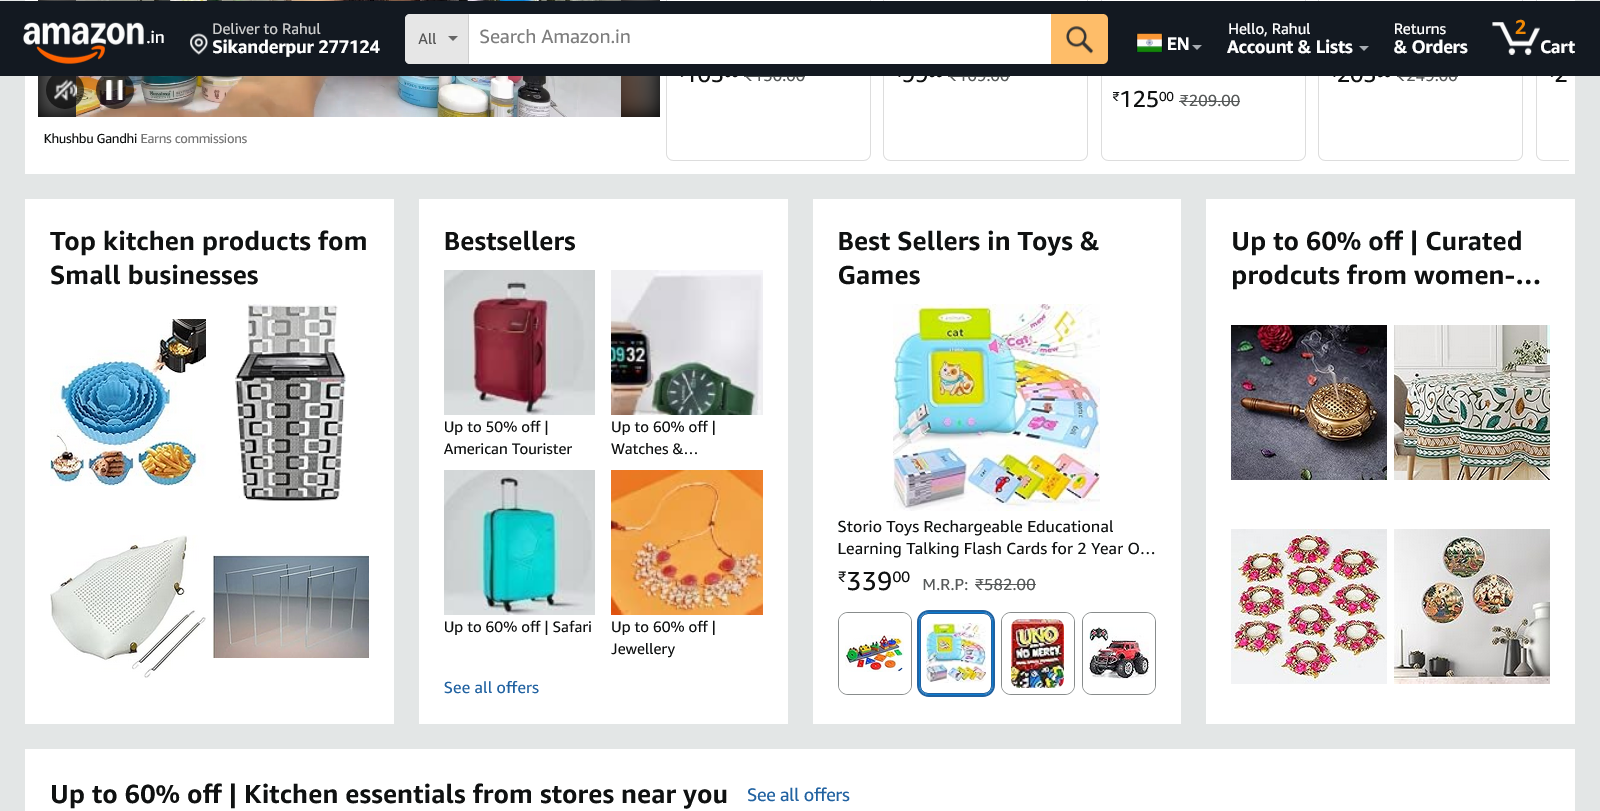 amazon.in
Deliver to Rahul
Sikanderpur 277124
All
Search Amazon.in
EN
Hello, Rahul
Account & Lists
Returns
& Orders
2
Cart
₹125.00 ₹209.00
Khushbu Gandhi Earns commissions
Top kitchen products fom
Small businesses
Bestsellers
Up to 50% off |
American Tourister
Up to 60% off |
Watches &...
Up to 60% off | Safari
Up to 60% off |
Jewellery
See all offers
Best Sellers in Toys &
Games
cat
Cat
Storio Toys Rechargeable Educational
Learning Talking Flash Cards for 2 Year O...
₹339.00 M.R.P: ₹582.00
UNO
NO MERCY
Up to 60% off | Curated
prodcuts from women-...
Up to 60% off | Kitchen essentials from stores near you
See all offers